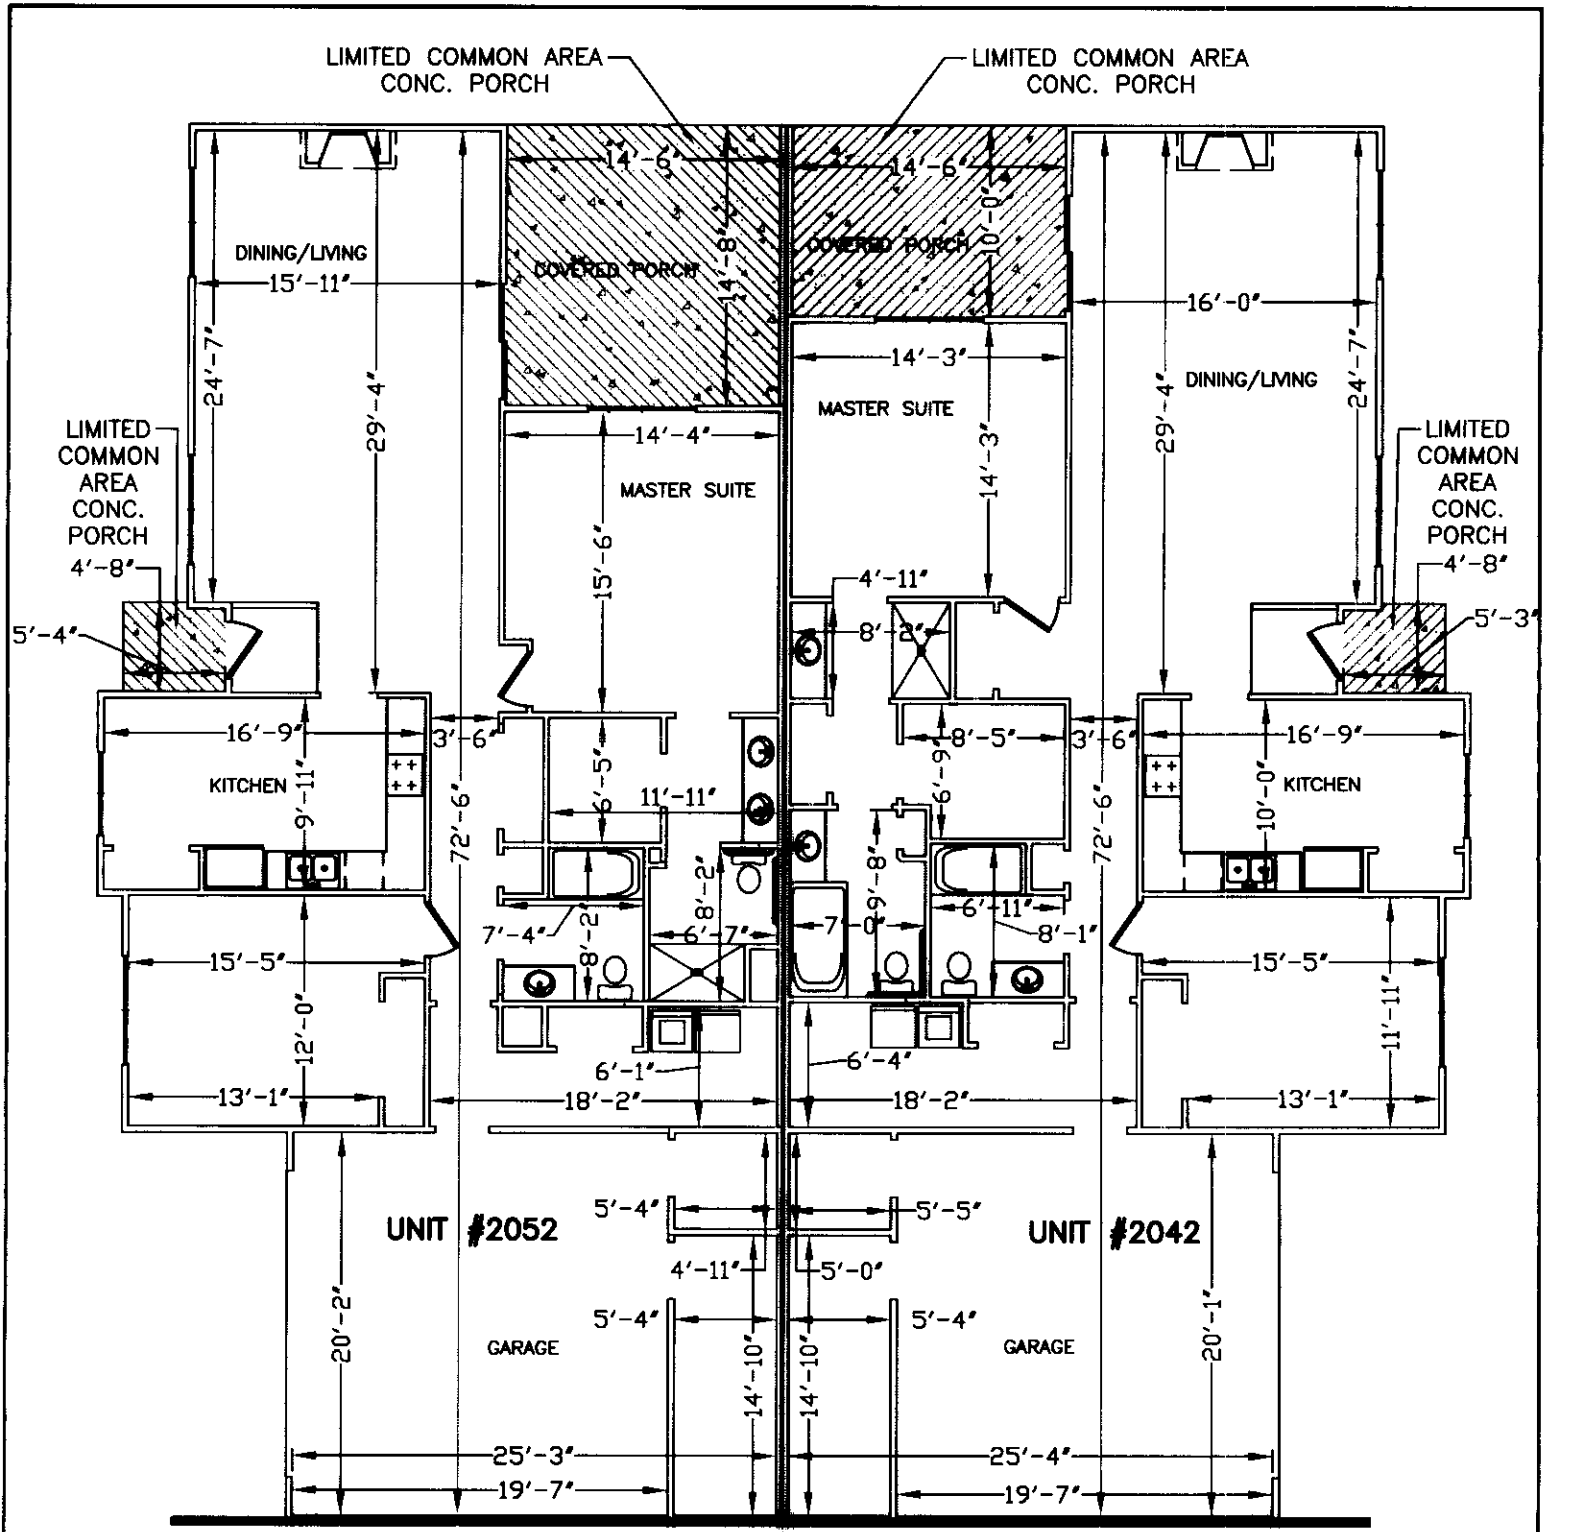 LIMITED COMMON AREA
CONC. PORCH
LIMITED COMMON AREA
CONC. PORCH
14'-6"
14'-6"
14'-8"
10'-0"
COVERED PORCH
COVERED PORCH
DINING/LIVING
15'-11"
16'-0"
24'-7"
29'-4"
14'-3"
DINING/LIVING
29'-4"
24'-7"
MASTER SUITE
14'-3"
LIMITED
COMMON
AREA
CONC.
PORCH
14'-4"
MASTER SUITE
15'-6"
LIMITED
COMMON
AREA
CONC.
PORCH
4'-8"
4'-11"
4'-8"
5'-4"
8'-2"
5'-3"
16'-9"
3'-6"
8'-5"
3'-6"
16'-9"
KITCHEN
9'-11"
6'-5"
11'-11"
6'-9"
10'-0"
KITCHEN
72'-6"
72'-6"
8'-2"
9'-8"
7'-4"
8'-2"
6'-7"
7'-0"
6'-11"
8'-1"
15'-5"
15'-5"
12'-0"
11'-11"
6'-1"
6'-4"
13'-1"
18'-2"
18'-2"
13'-1"
5'-4"
5'-5"
UNIT #2052
UNIT #2042
4'-11"
5'-0"
5'-4"
5'-4"
20'-2"
GARAGE
14'-10"
14'-10"
GARAGE
20'-1"
25'-3"
25'-4"
19'-7"
19'-7"